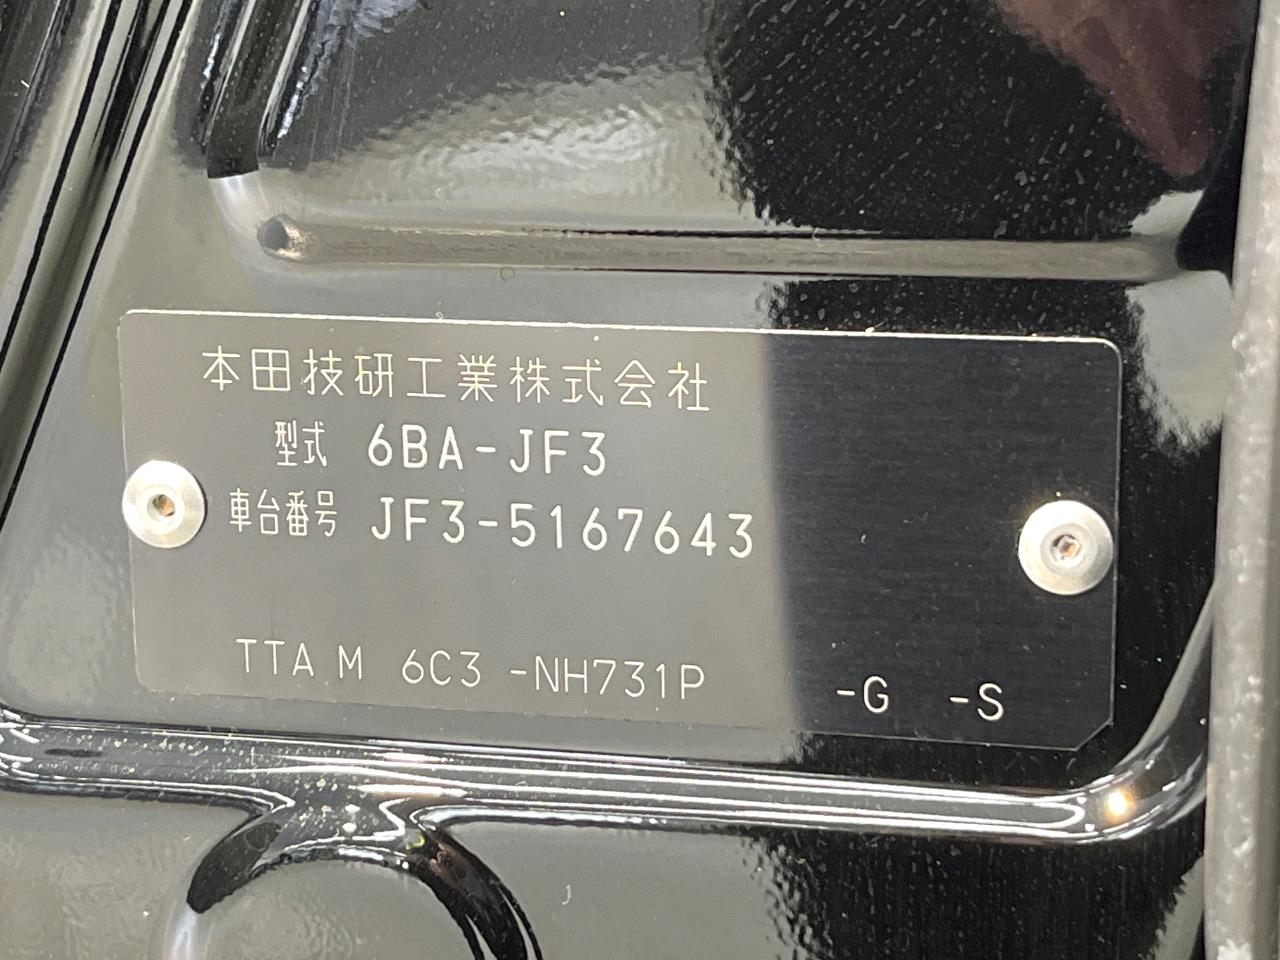 本田技研工業株式会社
型式 6BA-JF3
車台番号 JF3-5167643
TTA M 6C3 -NH731P -G -S